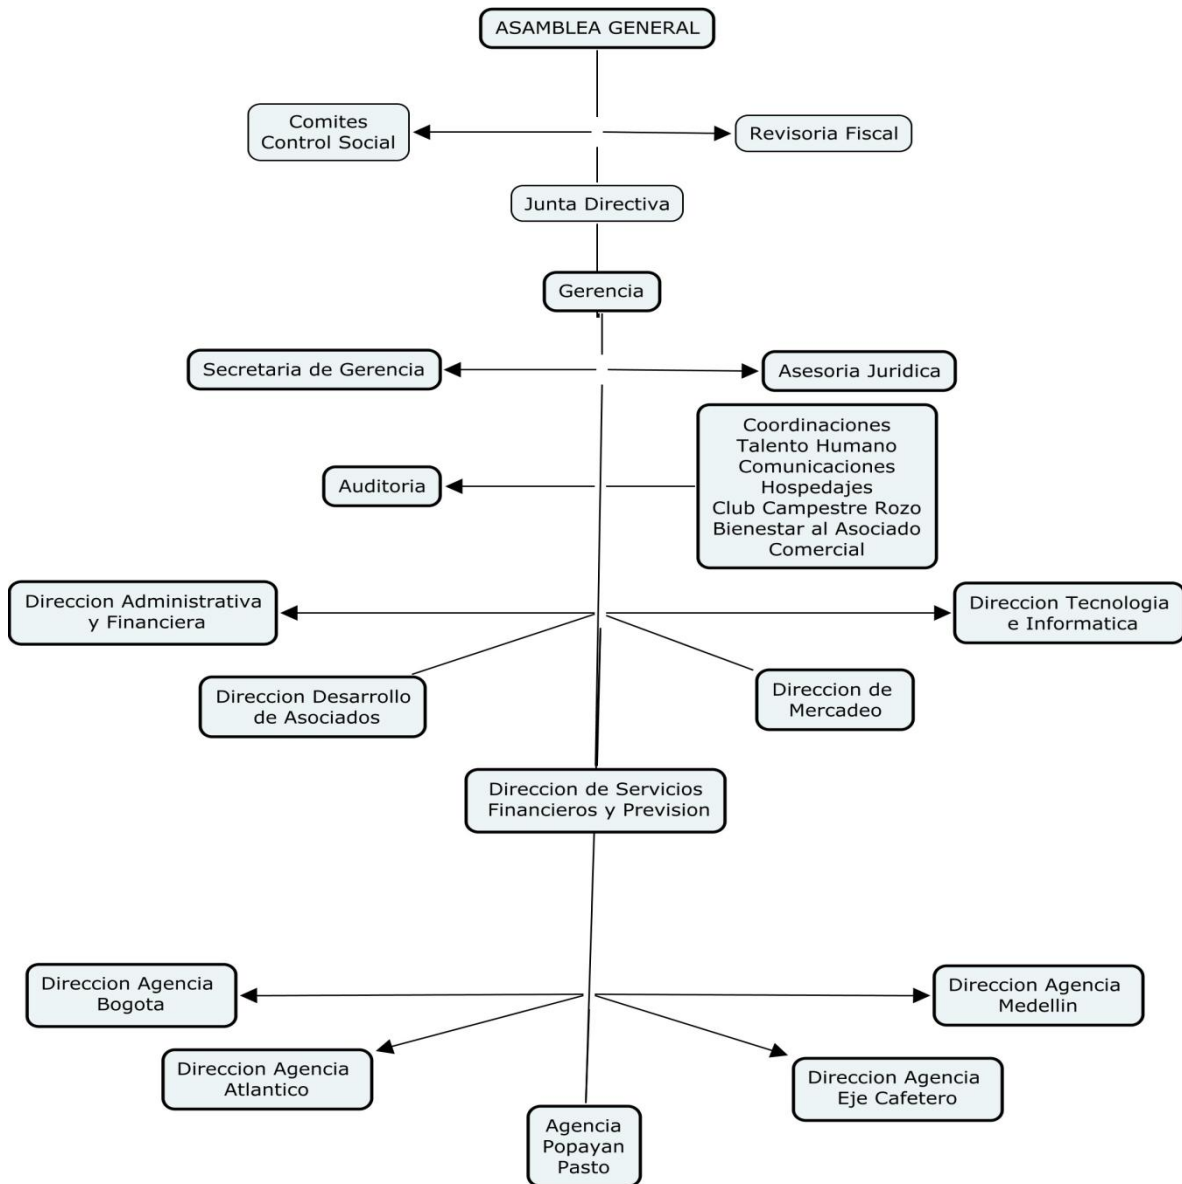 ASAMBLEA GENERAL
Comites
Control Social
Revisoria Fiscal
Junta Directiva
Gerencia
Secretaria de Gerencia
Asesoria Juridica
Coordinaciones
Talento Humano
Comunicaciones
Hospedajes
Club Campestre Rozo
Bienestar al Asociado
Comercial
Auditoria
Direccion Administrativa
y Financiera
Direccion Tecnologia
e Informatica
Direccion Desarrollo
de Asociados
Direccion de
Mercadeo
Direccion de Servicios
Financieros y Prevision
Direccion Agencia
Bogota
Direccion Agencia
Medellin
Direccion Agencia
Atlantico
Direccion Agencia
Eje Cafetero
Agencia
Popayan
Pasto